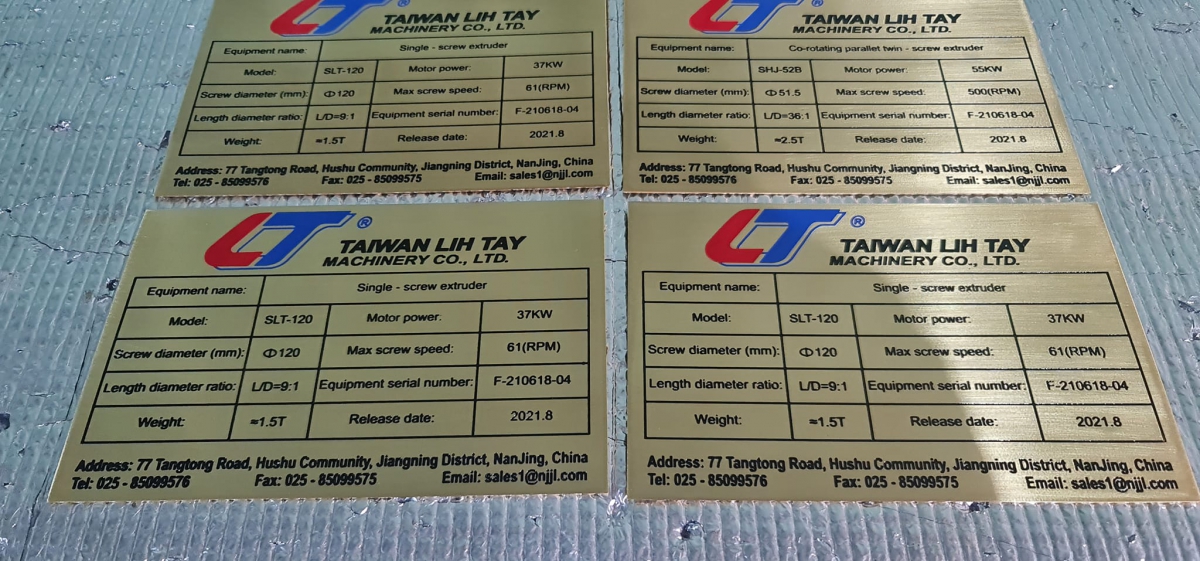 LT ®
TAIWAN LIH TAY
MACHINERY CO., LTD.
Equipment name: Single - screw extruder
Model: SLT-120 Motor power: 37KW
Screw diameter (mm): Φ120 Max screw speed: 61(RPM)
Length diameter ratio: L/D=9:1 Equipment serial number: F-210618-04
Weight: ≈1.5T Release date: 2021.8
Address: 77 Tangtong Road, Hushu Community, Jiangning District, NanJing, China
Tel: 025 - 85099576 Fax: 025 - 85099575 Email: sales1@njjl.com
LT ®
TAIWAN LIH TAY
MACHINERY CO., LTD.
Equipment name: Co-rotating parallet twin - screw extruder
Model: SHJ-52B Motor power: 55KW
Screw diameter (mm): Φ51.5 Max screw speed: 500(RPM)
Length diameter ratio: L/D=36:1 Equipment serial number: F-210618-04
Weight: ≈2.5T Release date: 2021.8
Address: 77 Tangtong Road, Hushu Community, Jiangning District, NanJing, China
Tel: 025 - 85099576 Fax: 025 - 85099575 Email: sales1@njjl.com
LT ®
TAIWAN LIH TAY
MACHINERY CO., LTD.
Equipment name: Single - screw extruder
Model: SLT-120 Motor power: 37KW
Screw diameter (mm): Φ120 Max screw speed: 61(RPM)
Length diameter ratio: L/D=9:1 Equipment serial number: F-210618-04
Weight: ≈1.5T Release date: 2021.8
Address: 77 Tangtong Road, Hushu Community, Jiangning District, NanJing, China
Tel: 025 - 85099576 Fax: 025 - 85099575 Email: sales1@njjl.com
LT ®
TAIWAN LIH TAY
MACHINERY CO., LTD.
Equipment name: Single - screw extruder
Model: SLT-120 Motor power: 37KW
Screw diameter (mm): Φ120 Max screw speed: 61(RPM)
Length diameter ratio: L/D=9:1 Equipment serial number: F-210618-04
Weight: ≈1.5T Release date: 2021.8
Address: 77 Tangtong Road, Hushu Community, Jiangning District, NanJing, China
Tel: 025 - 85099576 Fax: 025 - 85099575 Email: sales1@njjl.com